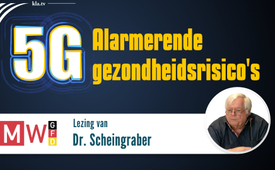 kla.tv
5G
Alarmerende
gezondheidsrisico's
MW
GFD
Lezing van
Dr. Scheingraber